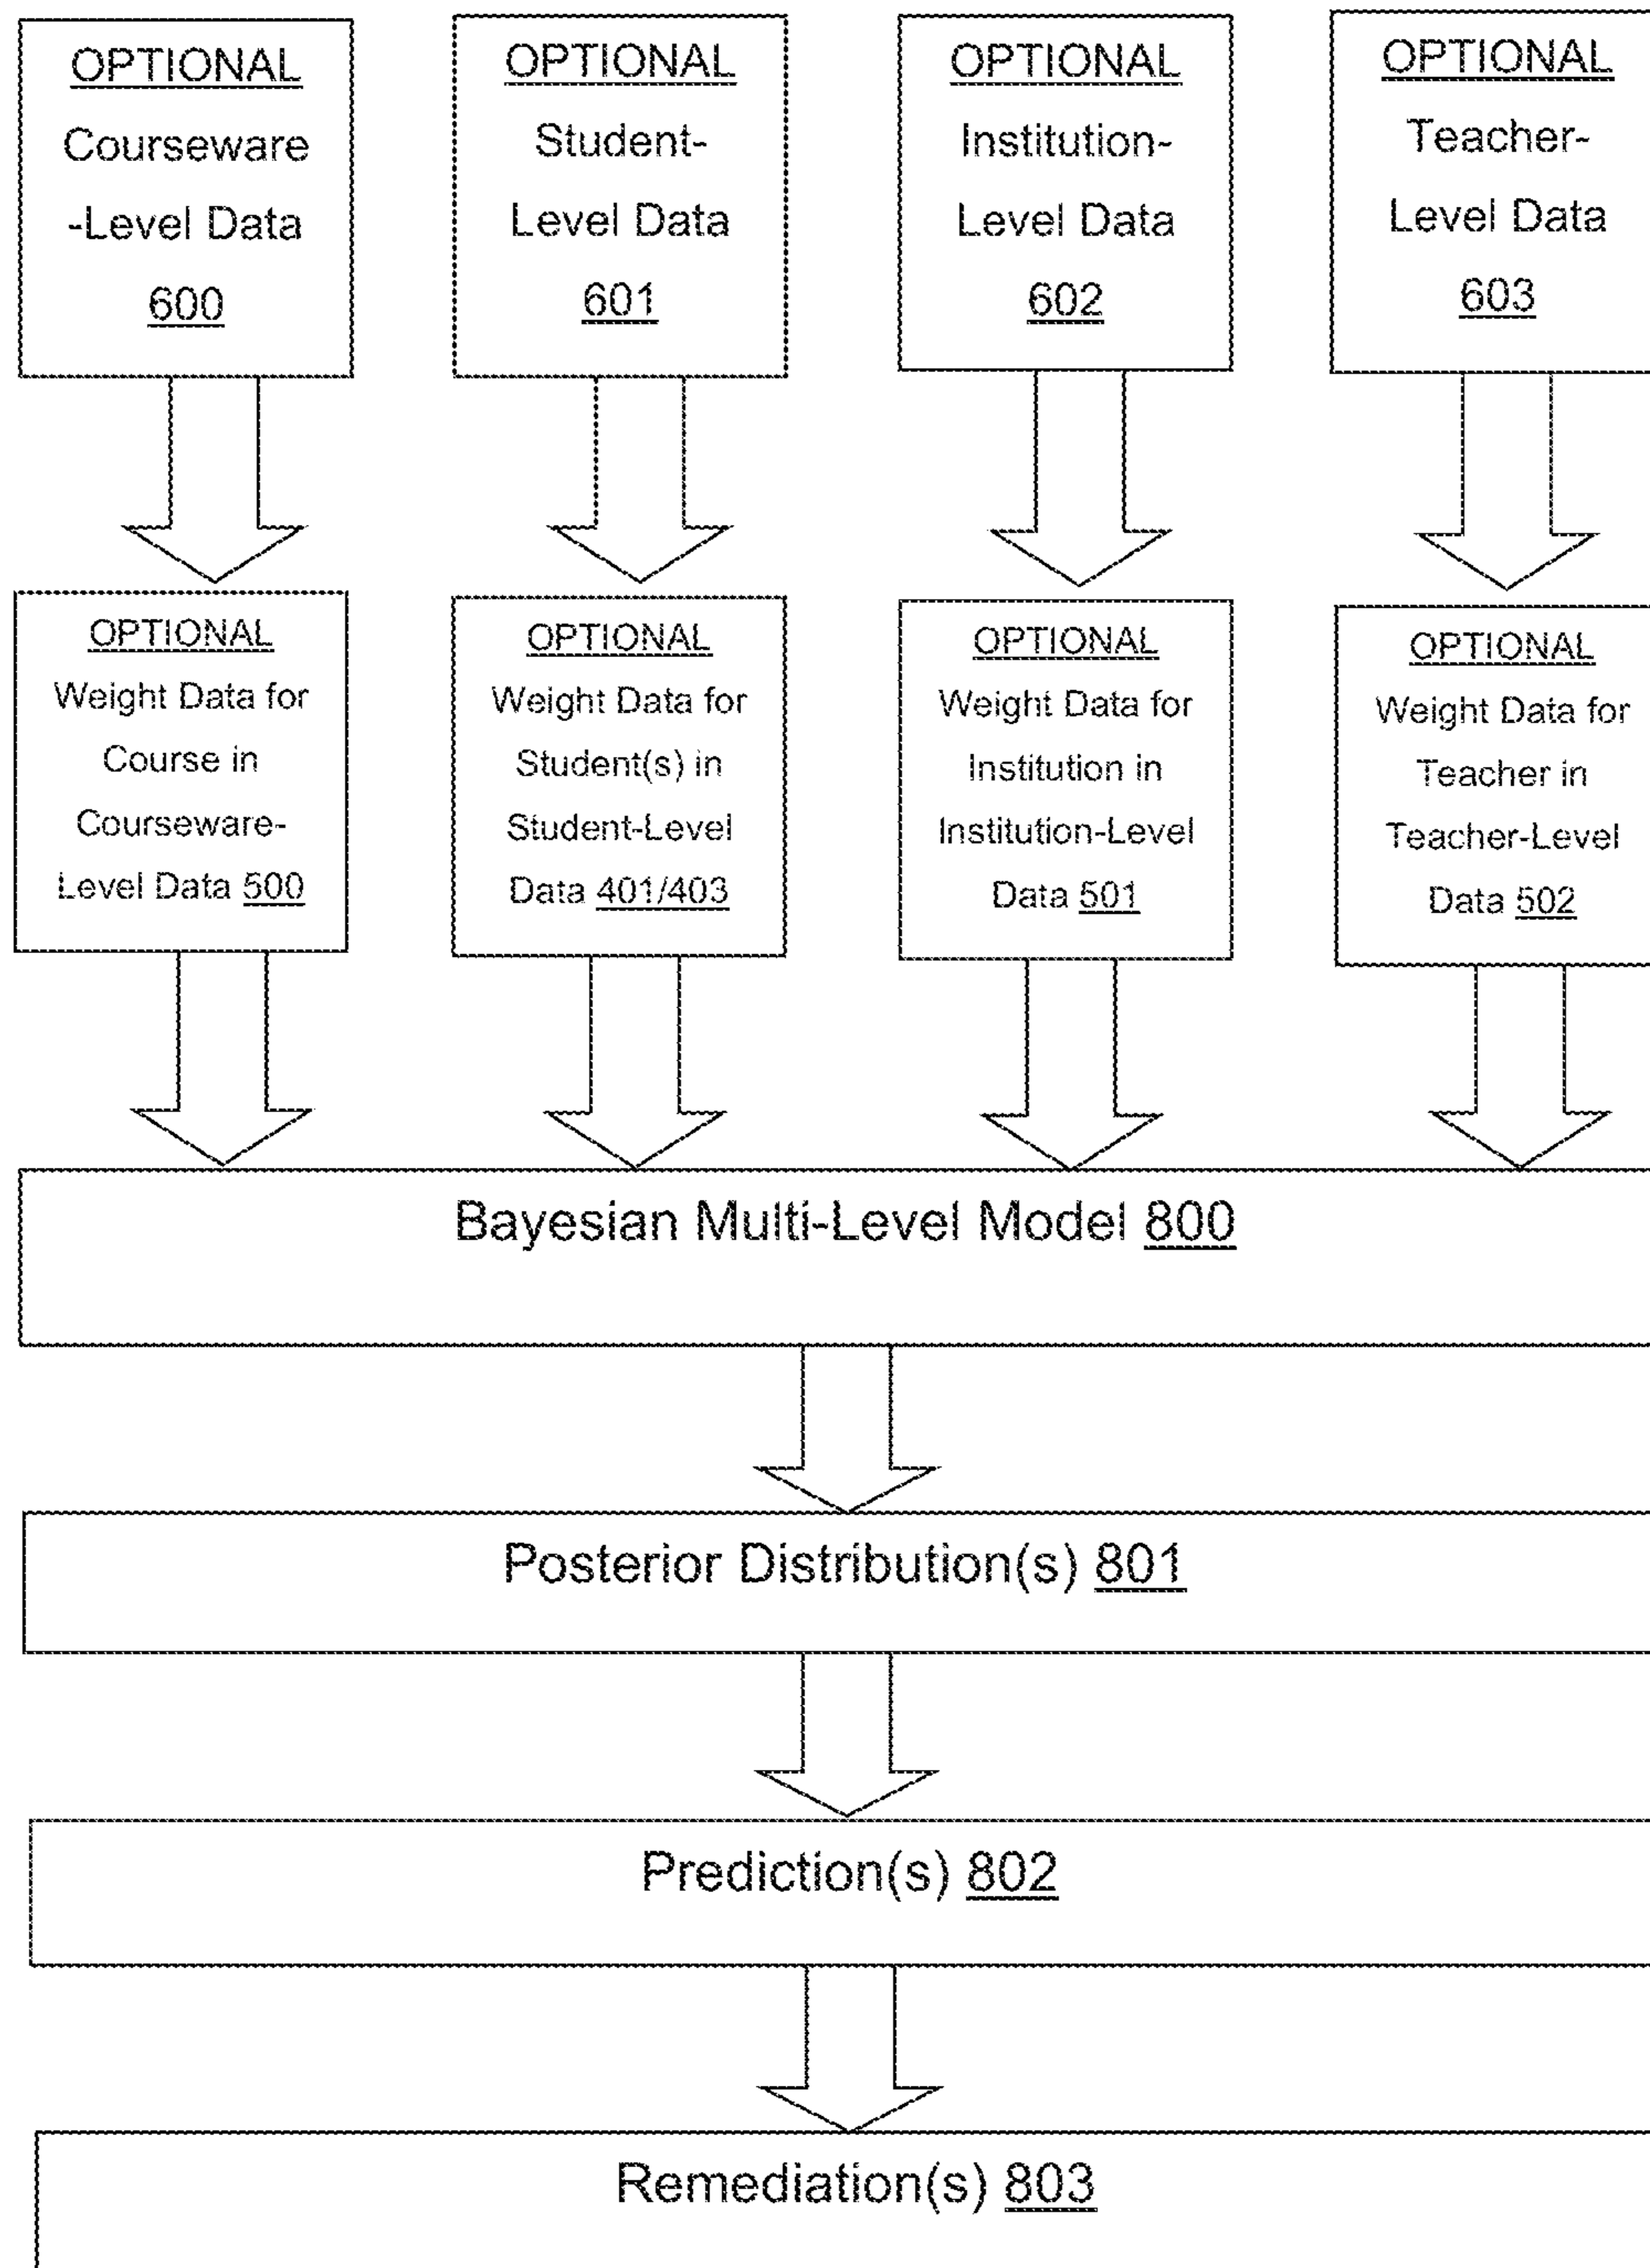 OPTIONAL
Courseware
-Level Data
600
OPTIONAL
Student-
Level Data
601
OPTIONAL
Institution-
Level Data
602
OPTIONAL
Teacher-
Level Data
603
OPTIONAL
Weight Data for
Course in
Courseware-
Level Data 500
OPTIONAL
Weight Data for
Student(s) in
Student-Level
Data 401/403
OPTIONAL
Weight Data for
Institution in
Institution-Level
Data 501
OPTIONAL
Weight Data for
Teacher in
Teacher-Level
Data 502
Bayesian Multi-Level Model 800
Posterior Distribution(s) 801
Prediction(s) 802
Remediation(s) 803